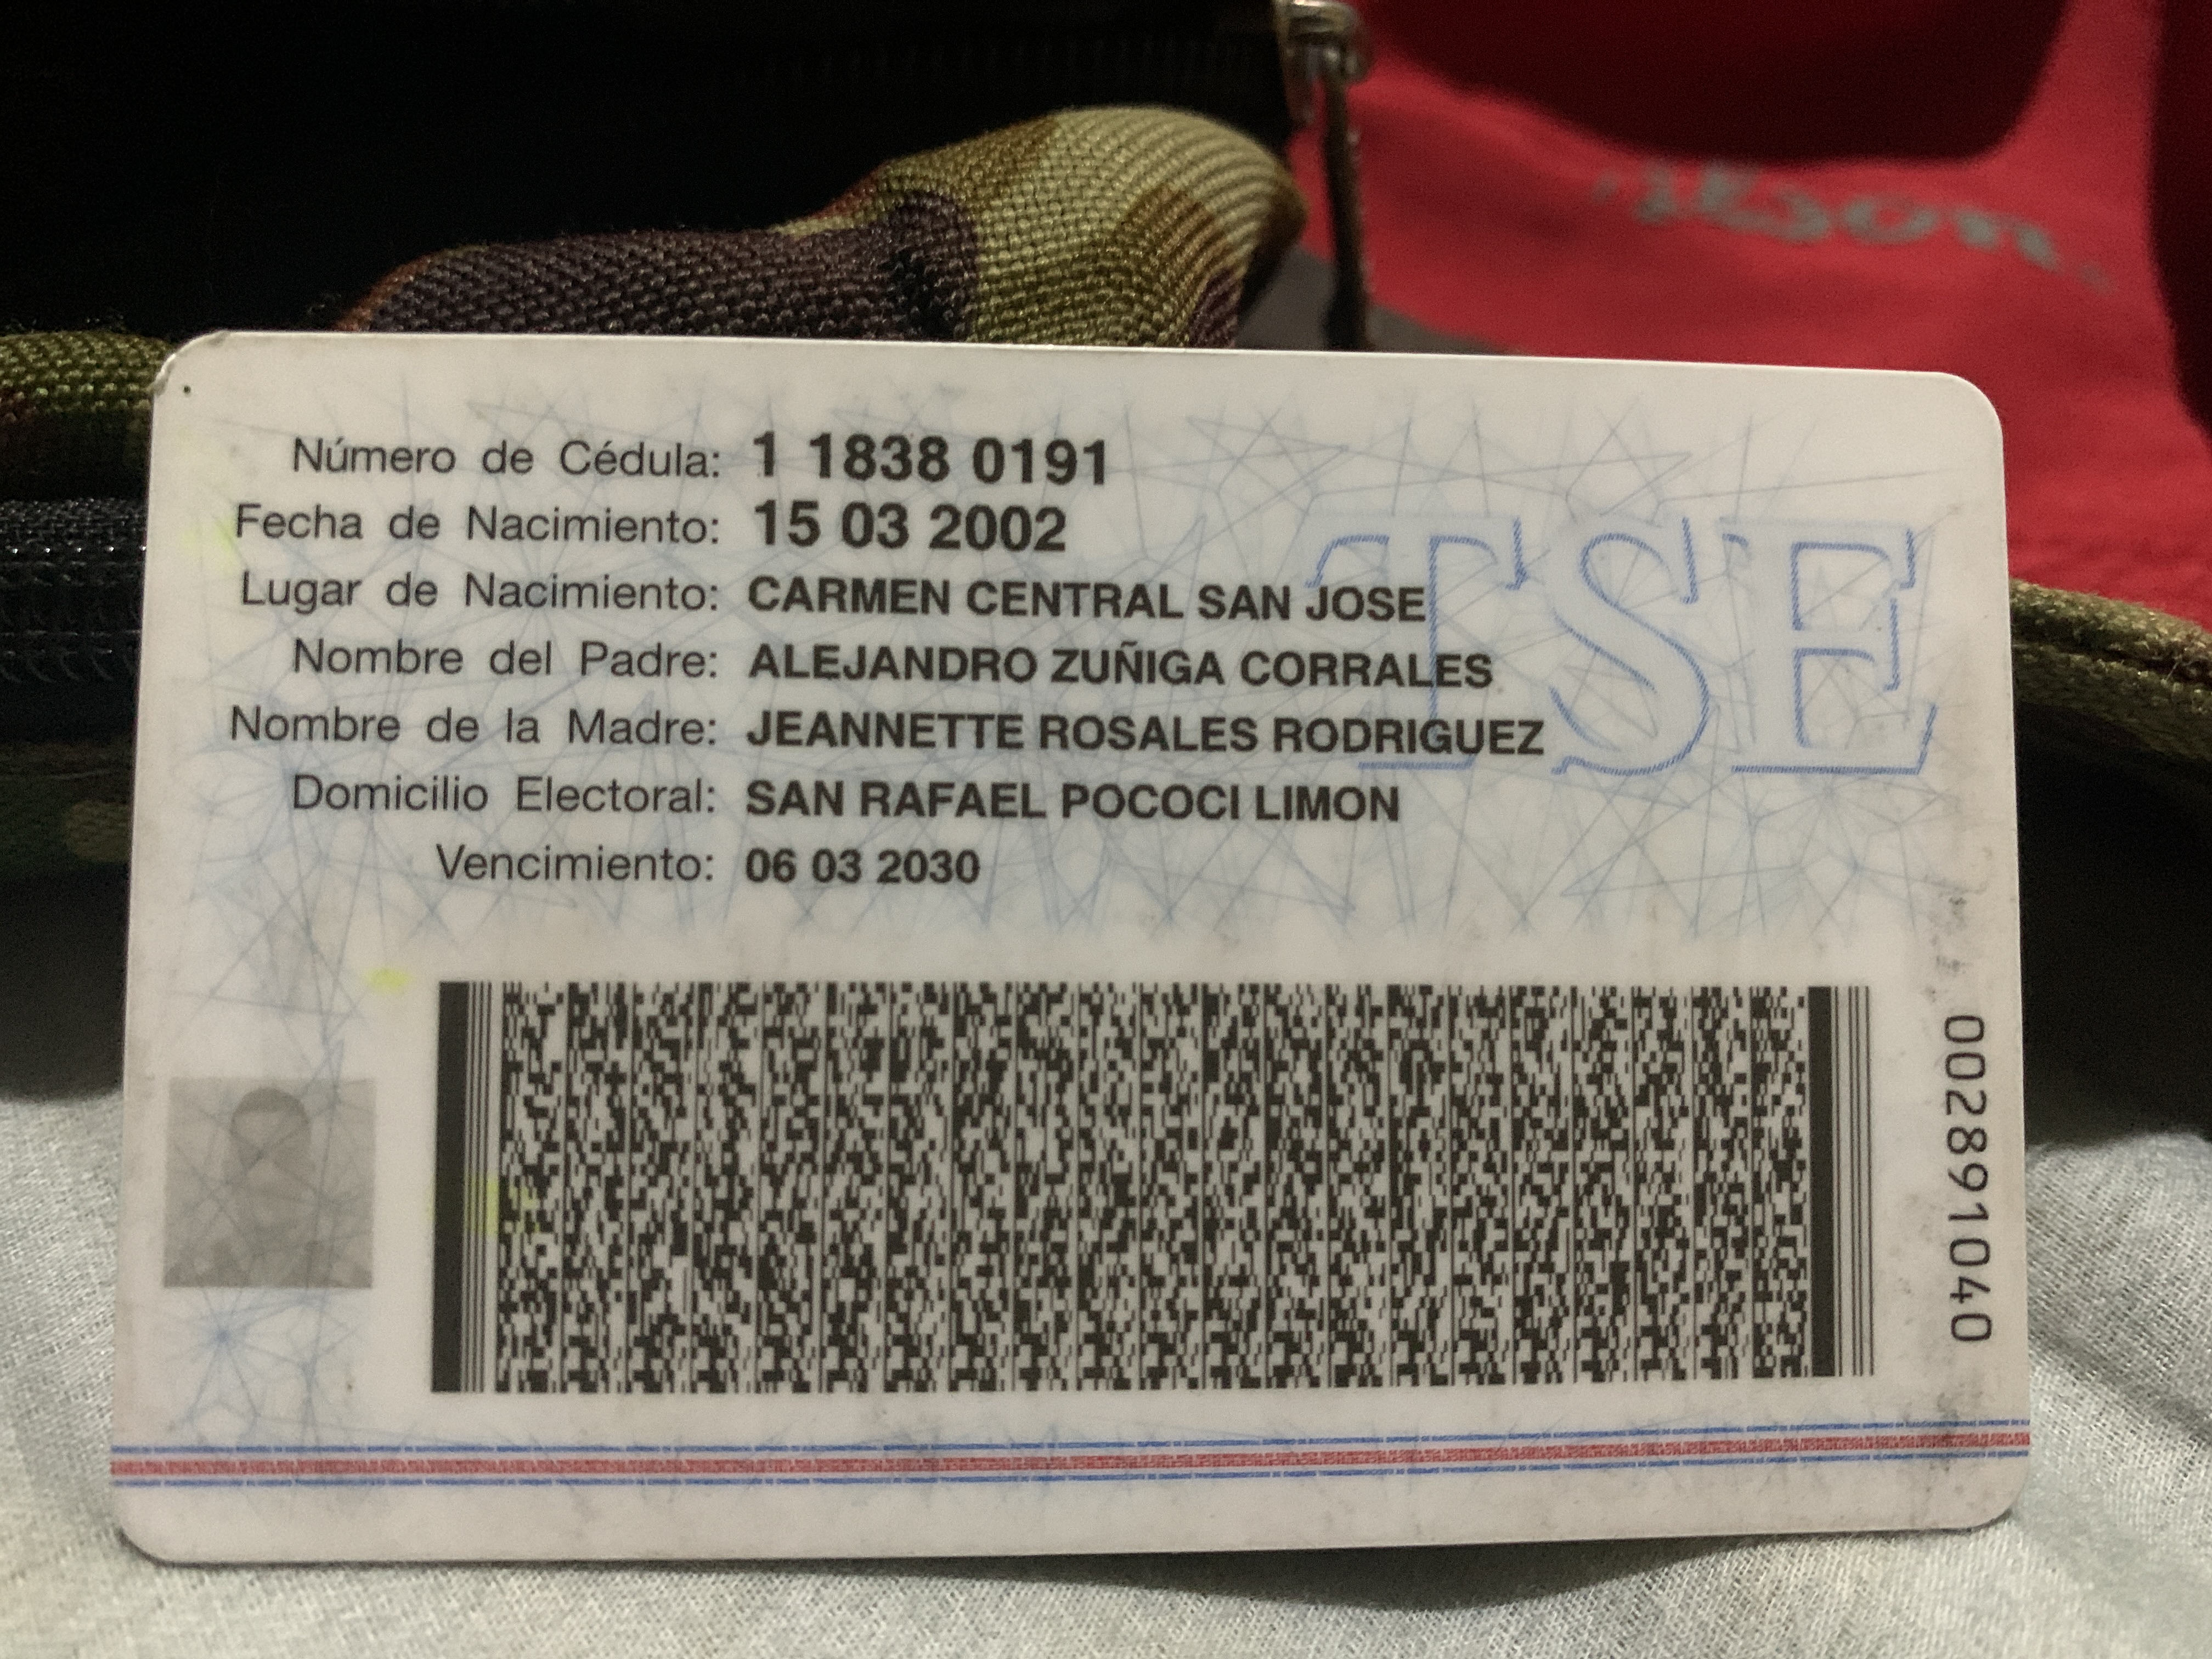 Wilson
Número de Cédula: 1 1838 0191
Fecha de Nacimiento: 15 03 2002
Lugar de Nacimiento: CARMEN CENTRAL SAN JOSE
Nombre del Padre: ALEJANDRO ZUÑIGA CORRALES
Nombre de la Madre: JEANNETTE ROSALES RODRIGUEZ
Domicilio Electoral: SAN RAFAEL POCOCI LIMON
Vencimiento: 06 03 2030
TSE
002891040